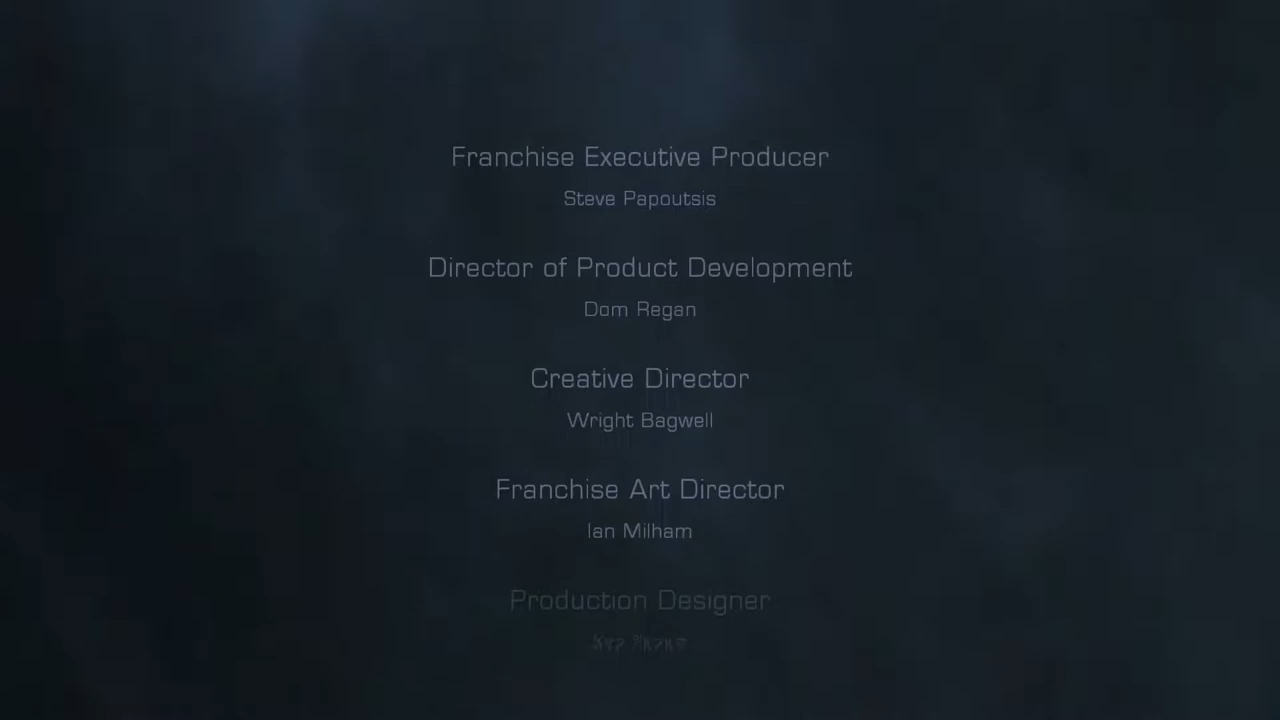 Franchise Executive Producer
Steve Papoutsis
Director of Product Development
Dom Regan
Creative Director
Wright Bagwell
Franchise Art Director
Ian Milham
Production Designer